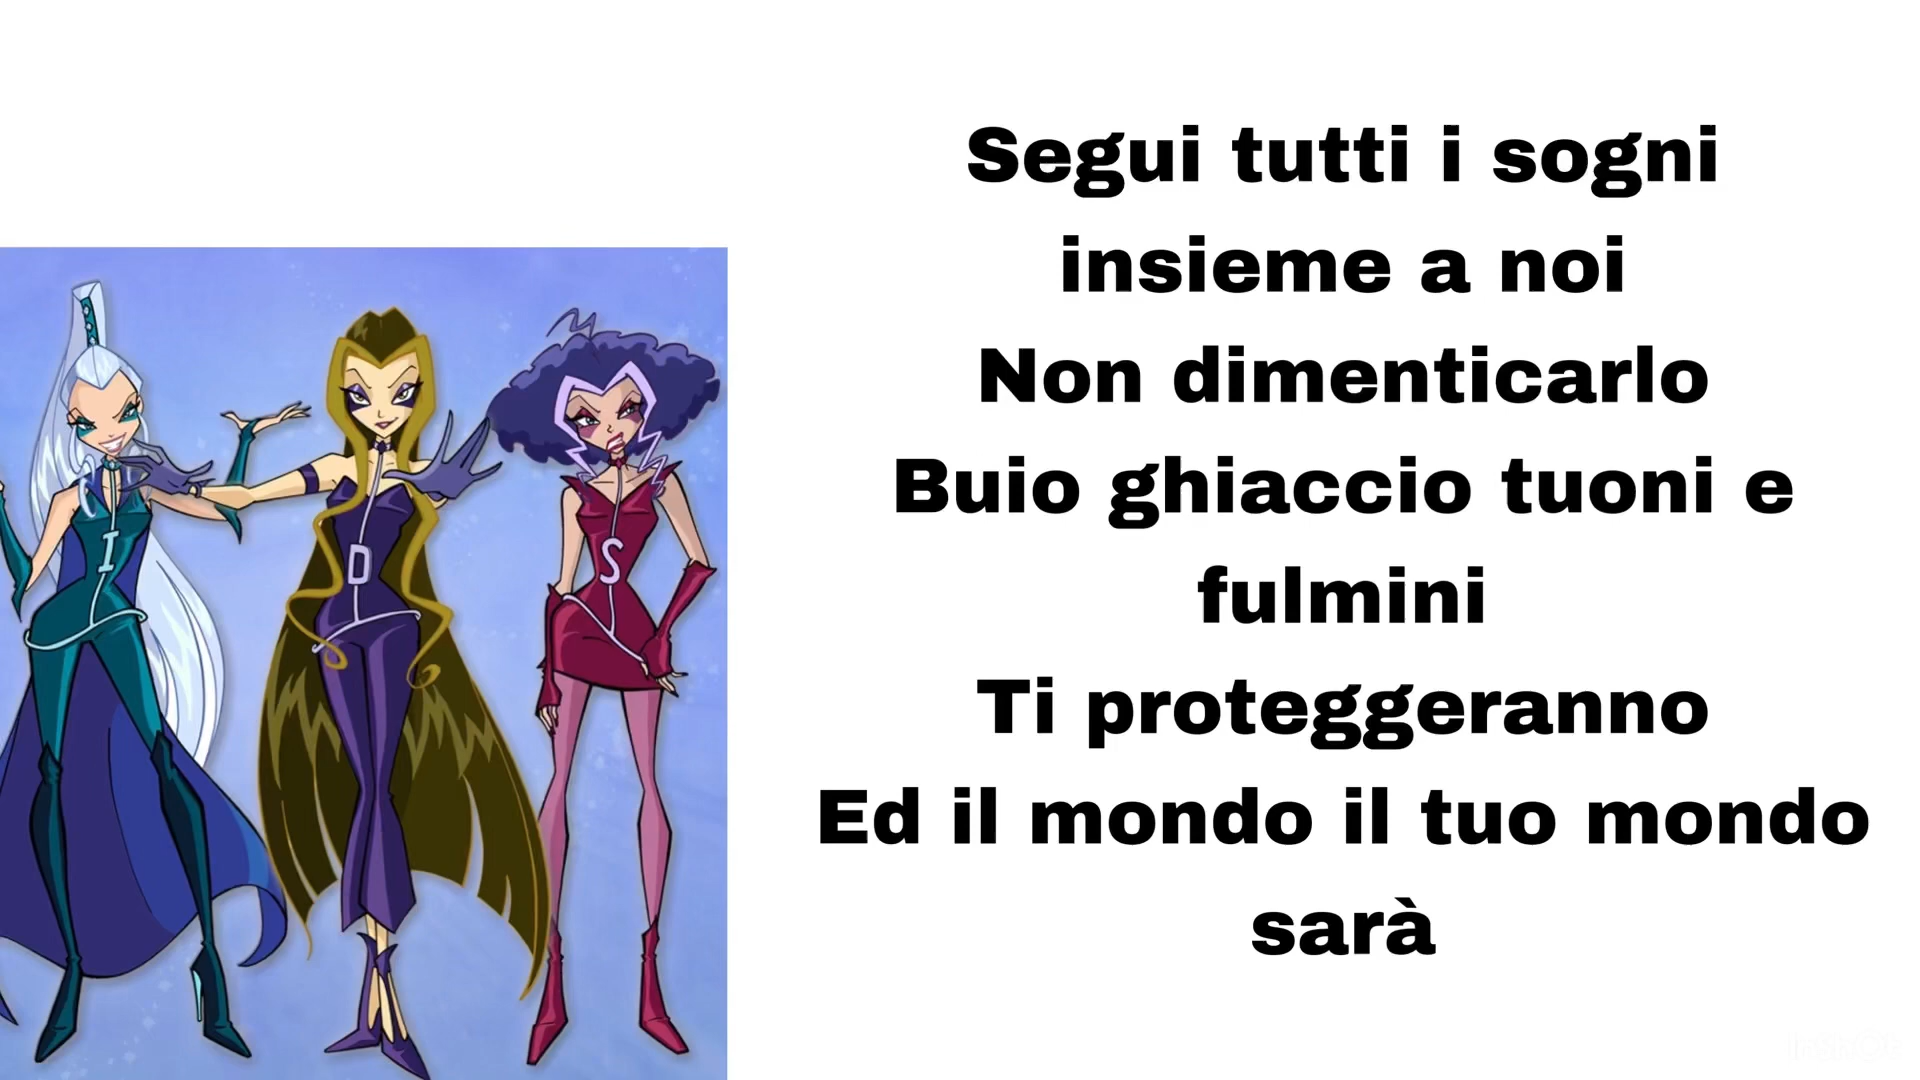 Segui tutti i sogni
insieme a noi
Non dimenticarlo
Buio ghiaccio tuoni e
fulmini
Ti proteggeranno
Ed il mondo il tuo mondo
sarà
I
D
S